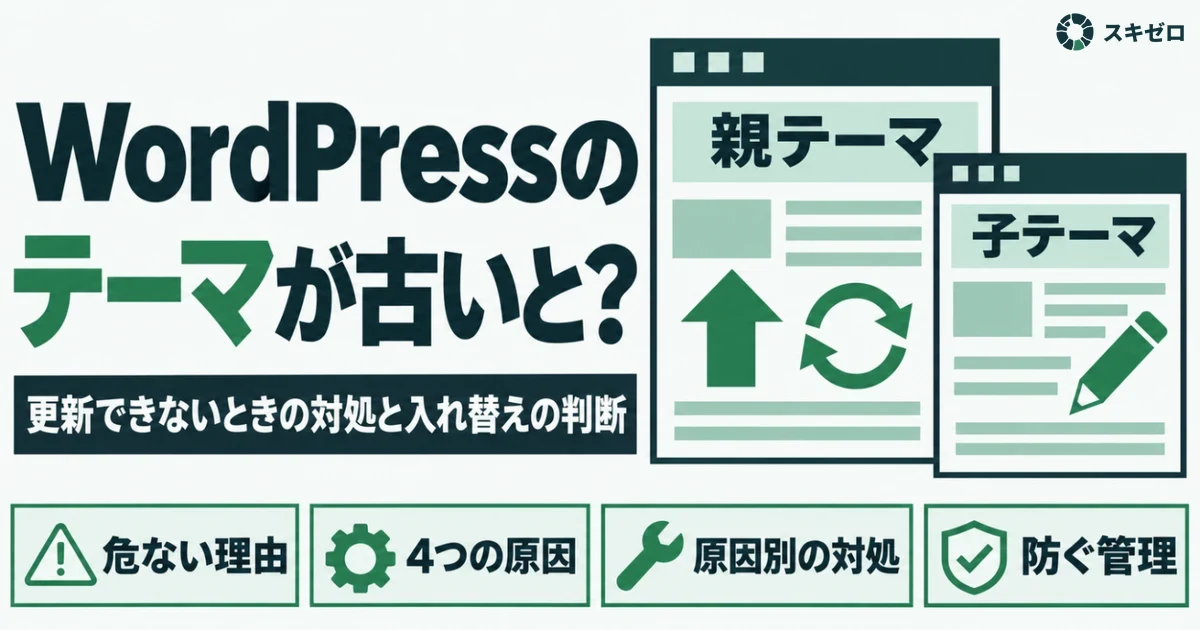 スキゼロ
WordPressの
テーマが古いと?
更新できないときの対処と入れ替えの判断
親テーマ
子テーマ
危ない理由
4つの原因
原因別の対処
防ぐ管理